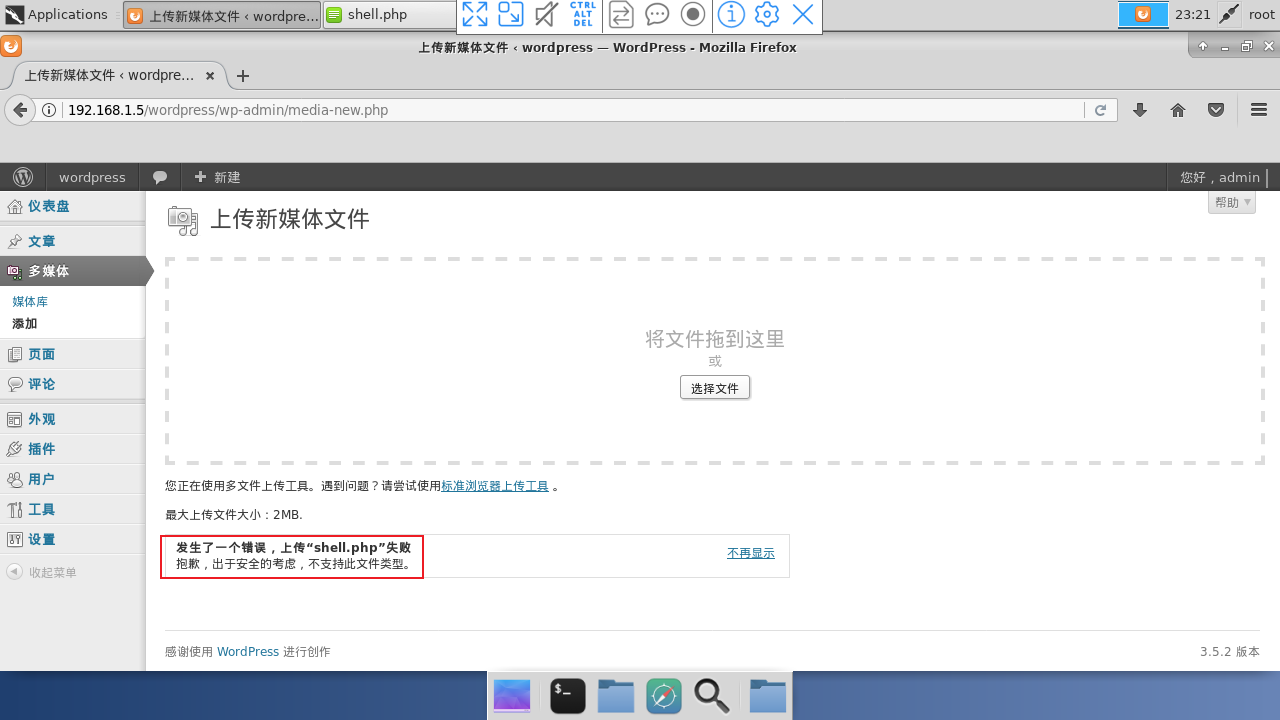 Applications
上传新媒体文件 ‹ wordpre...
shell.php
CTRL
ALT
DEL
23:21
root
上传新媒体文件 ‹ wordpress — WordPress - Mozilla Firefox
上传新媒体文件 ‹ wordpre...
192.168.1.5/wordpress/wp-admin/media-new.php
wordpress
新建
您好，admin
仪表盘
文章
多媒体
媒体库
添加
页面
评论
外观
插件
用户
工具
设置
收起菜单
帮助
上传新媒体文件
将文件拖到这里
或
选择文件
您正在使用多文件上传工具。遇到问题？请尝试使用标准浏览器上传工具 。
最大上传文件大小：2MB.
发生了一个错误，上传“shell.php”失败
抱歉，出于安全的考虑，不支持此文件类型。
不再显示
感谢使用 WordPress 进行创作
3.5.2 版本
$_